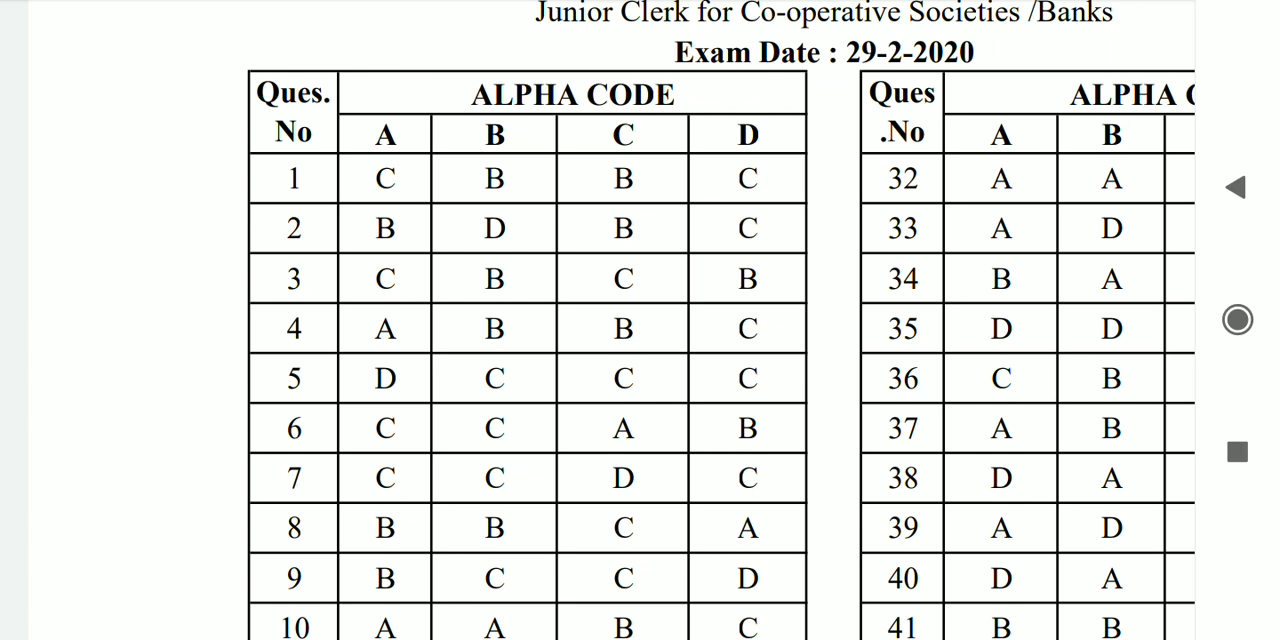 Junior Clerk for Co-operative Societies /Banks
Exam Date : 29-2-2020
Ques. No ALPHA CODE
A B C D
1 C B B C
2 B D B C
3 C B C B
4 A B B C
5 D C C C
6 C C A B
7 C C D C
8 B B C A
9 B C C D
10 A A B C
Ques .No ALPHA
A B
32 A A
33 A D
34 B A
35 D D
36 C B
37 A B
38 D A
39 A D
40 D A
41 B B